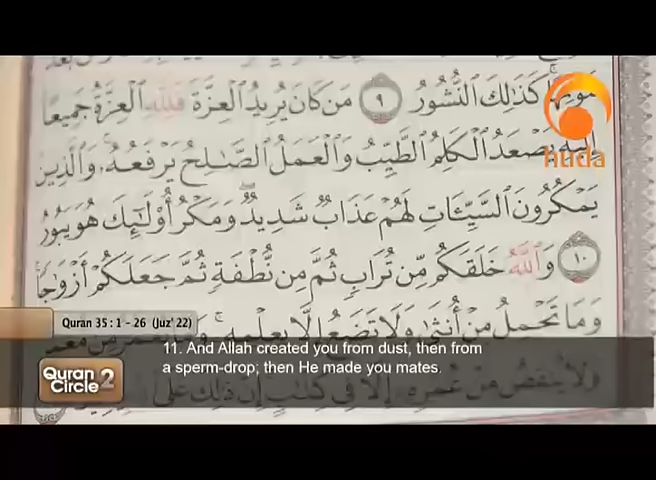 مَوْتِهَا كَذَٰلِكَ ٱلنُّشُورُ ٩ مَن كَانَ يُرِيدُ ٱلْعِزَّةَ فَلِلَّهِ ٱلْعِزَّةُ جَمِيعًا
huda
إِلَيْهِ يَصْعَدُ ٱلْكَلِمُ ٱلطَّيِّبُ وَٱلْعَمَلُ ٱلصَّـٰلِحُ يَرْفَعُهُۥ وَٱلَّذِينَ
يَمْكُرُونَ ٱلسَّيِّـَٔاتِ لَهُمْ عَذَابٌ شَدِيدٌ وَمَكْرُ أُو۟لَـٰٓئِكَ هُوَ يَبُورُ
١٠ وَٱللَّهُ خَلَقَكُم مِّن تُرَابٍ ثُمَّ مِن نُّطْفَةٍ ثُمَّ جَعَلَكُمْ أَزْوَٰجًا
وَمَا تَحْمِلُ مِنْ أُنثَىٰ وَلَا تَضَعُ إِلَّا بِعِلْمِهِۦ
Quran 35 : 1 - 26 (Juz' 22)
11. And Allah created you from dust, then from
a sperm-drop; then He made you mates.
Quran
Circle 2
وَلَا يُنقَصُ مِنْ عُمُرِهِۦٓ إِلَّا فِى كِتَـٰبٍ إِنَّ ذَٰلِكَ عَلَى